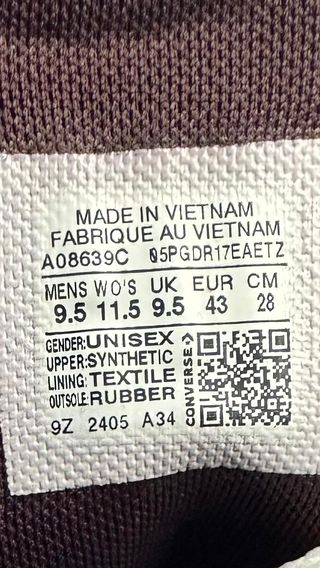 MADE IN VIETNAM
FABRIQUE AU VIETNAM
A08639C 05PGDR17EAETZ
MENS WO'S UK EUR CM
9.5 11.5 9.5 43 28
GENDER: UNISEX
UPPER: SYNTHETIC
LINING: TEXTILE
OUTSOLE: RUBBER
CONVERSE
9Z 2405 A34